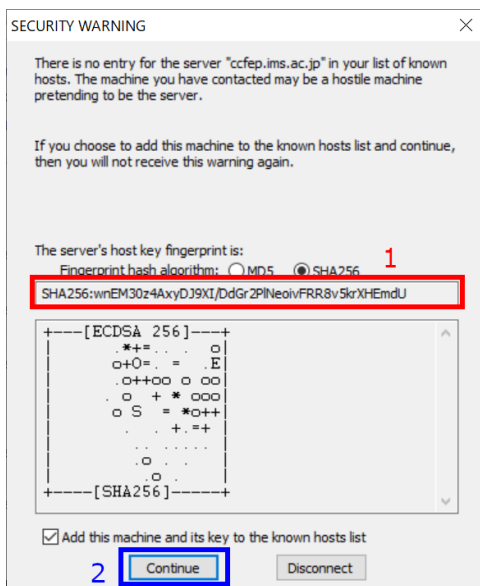 SECURITY WARNING
There is no entry for the server "ccfep.ims.ac.jp" in your list of known
hosts. The machine you have contacted may be a hostile machine
pretending to be the server.
If you choose to add this machine to the known hosts list and continue,
then you will not receive this warning again.
The server's host key fingerprint is:
1
Fingerprint hash algorithm: MD5 SHA256
SHA256:wnEM30z4AxyDJ9XI/DdGr2PlNeoivFRR8v5krXHEmdU
+---[ECDSA 256]---+
|      .*+=. . .  o|
|     o+O=. =   .E|
|      .o++oo o oo|
|     . o  + * ooo|
|      o S  = *o++|
|       .  . +.=+ |
|        .. ..... |
|        .o . .   |
|         .o .    |
+----[SHA256]-----+
Add this machine and its key to the known hosts list
2 Continue Disconnect